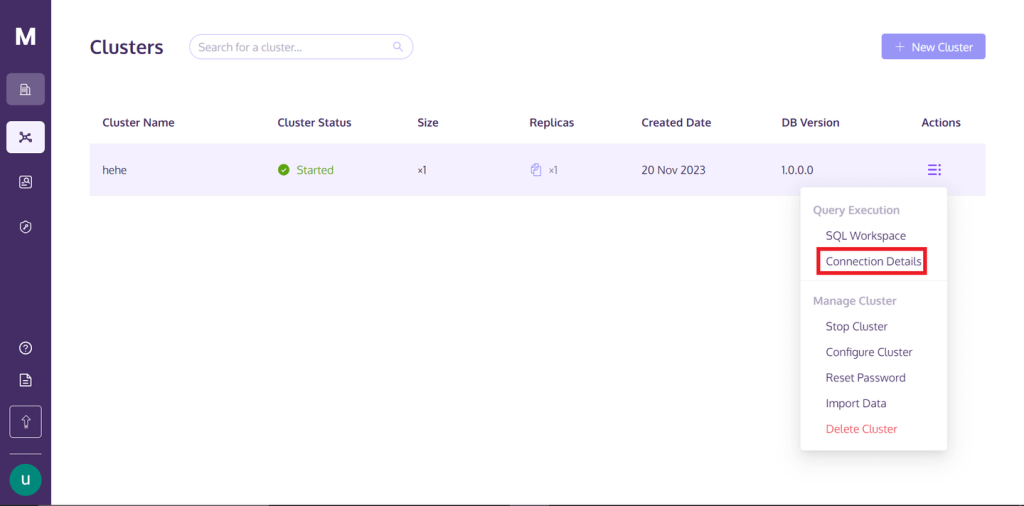 M
Clusters
Search for a cluster...
+ New Cluster
Cluster Name Cluster Status Size Replicas Created Date DB Version Actions
hehe Started ×1 ×1 20 Nov 2023 1.0.0.0
Query Execution
SQL Workspace
Connection Details
Manage Cluster
Stop Cluster
Configure Cluster
Reset Password
Import Data
Delete Cluster
u